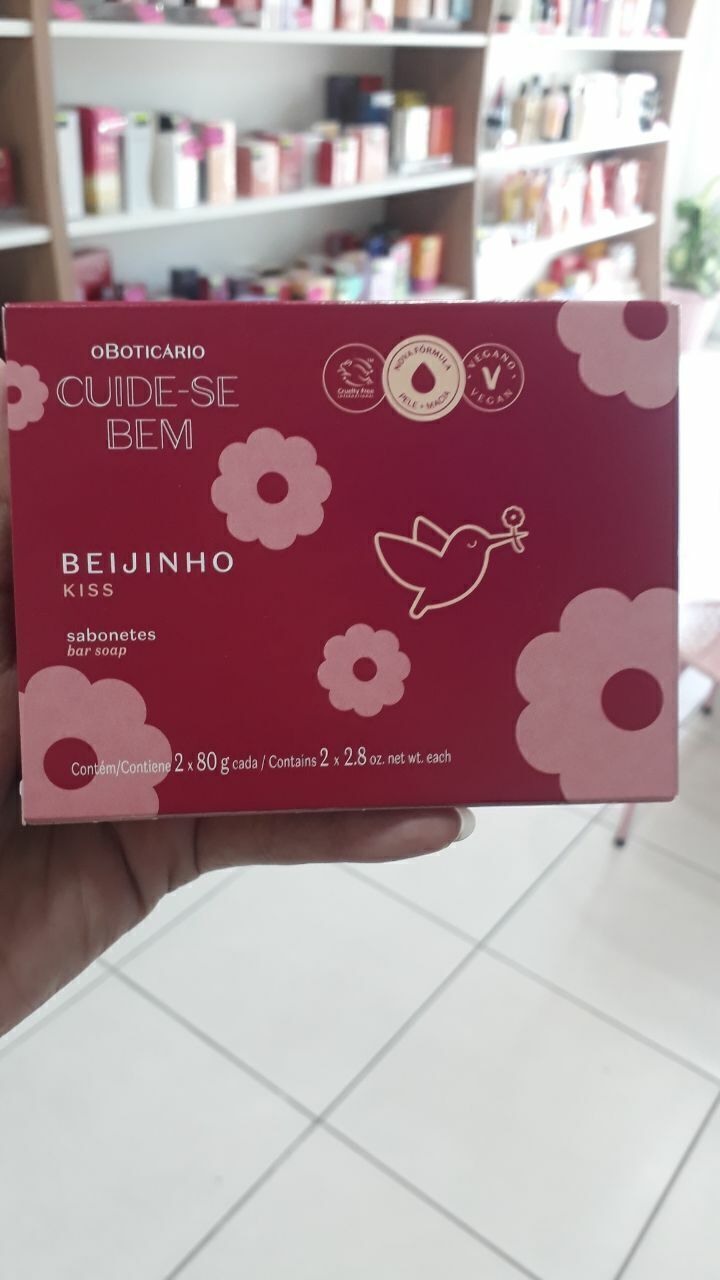 oBOTICÁRIO
CUIDE-SE
BEM
Cruelty Free
INTERNATIONAL
NOVA FÓRMULA
PELE + MACIA
VEGANO
V
VEGAN
BEIJINHO
KISS
sabonetes
bar soap
Contém/Contiene 2 x 80 g cada / Contains 2 x 2.8 oz. net wt. each